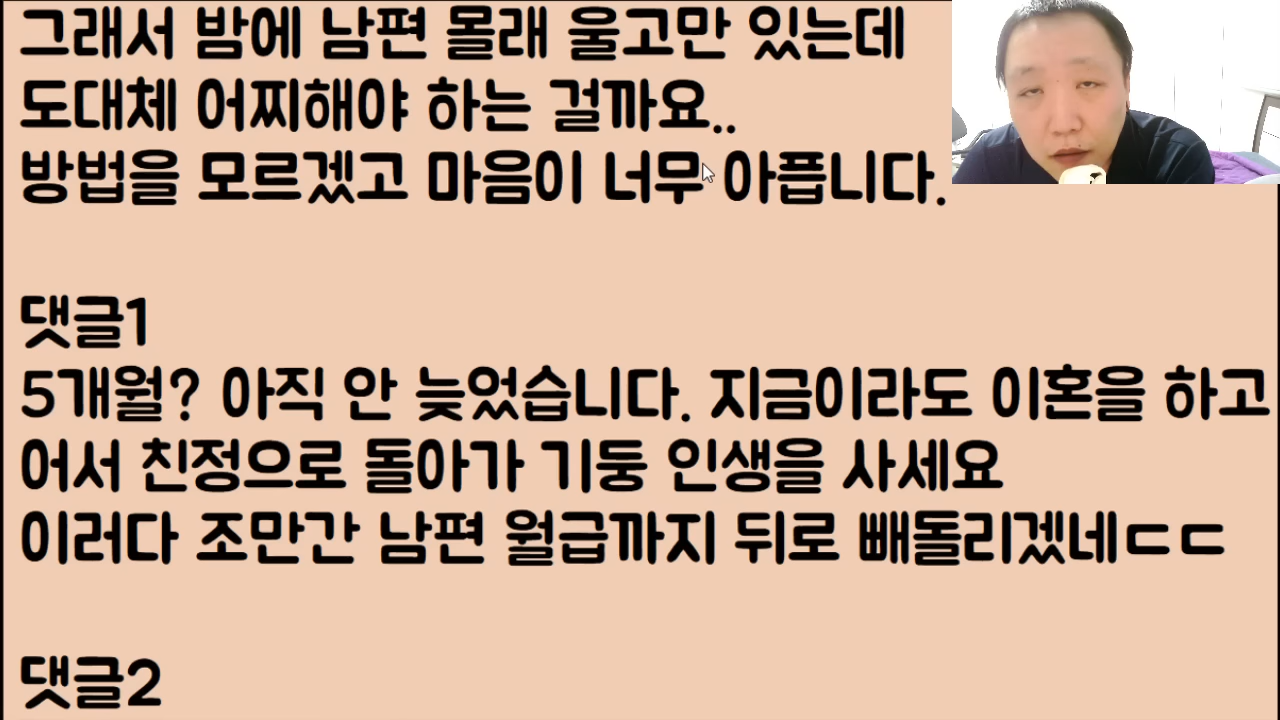 그래서 밤에 남편 몰래 울고만 있는데
도대체 어찌해야 하는 걸까요..
방법을 모르겠고 마음이 너무 아픕니다.
댓글1
5개월? 아직 안 늦었습니다. 지금이라도 이혼을 하고
어서 친정으로 돌아가 기둥 인생을 사세요
이러다 조만간 남편 월급까지 뒤로 빼돌리겠네ㄷㄷ
댓글2